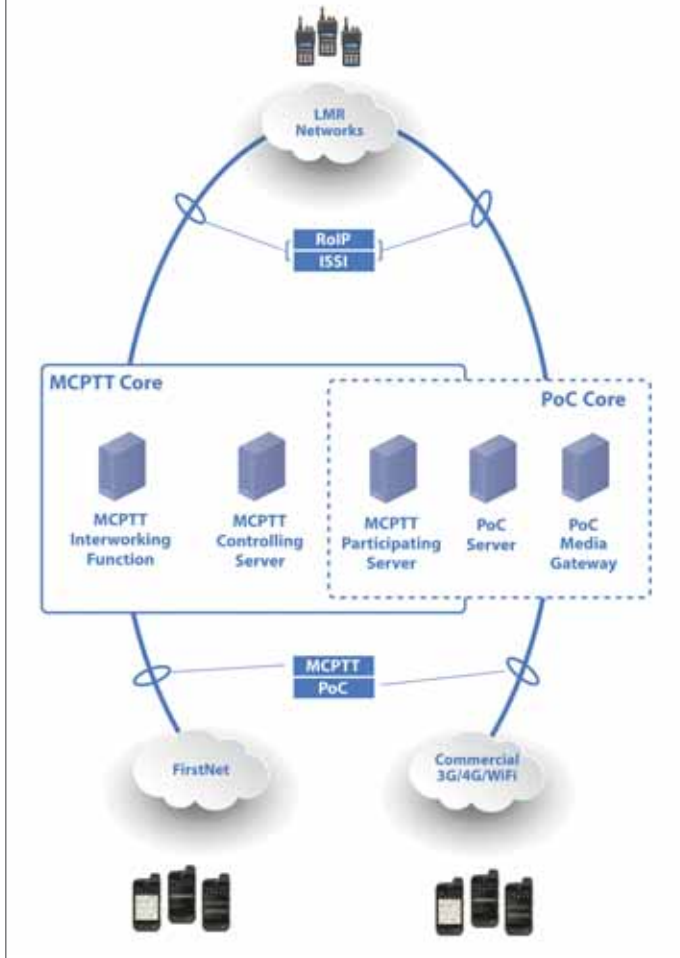 LMR
Networks
RoIP
ISSI
MCPTT Core
PoC Core
MCPTT
Interworking
Function
MCPTT
Controlling
Server
MCPTT
Participating
Server
PoC
Server
PoC
Media
Gateway
MCPTT
PoC
FirstNet
Commercial
3G/4G/WiFi